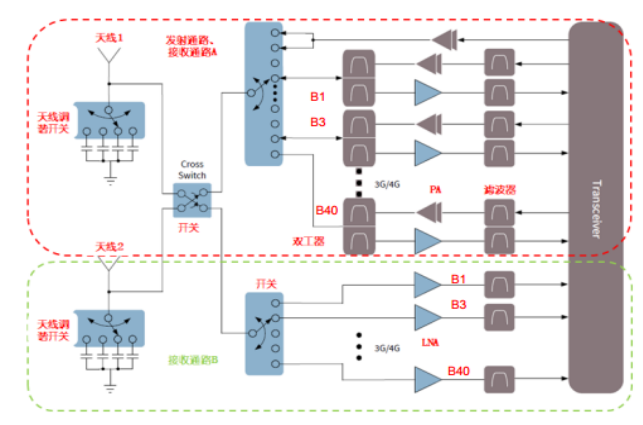 天线1
发射通路、
接收通路A
天线调
谐开关
B1
B3
Cross
Switch
开关
3G/4G
PA
滤波器
B40
双工器
Transceiver
天线2
开关
B1
B3
天线调
谐开关
接收通路B
3G/4G
LNA
B40